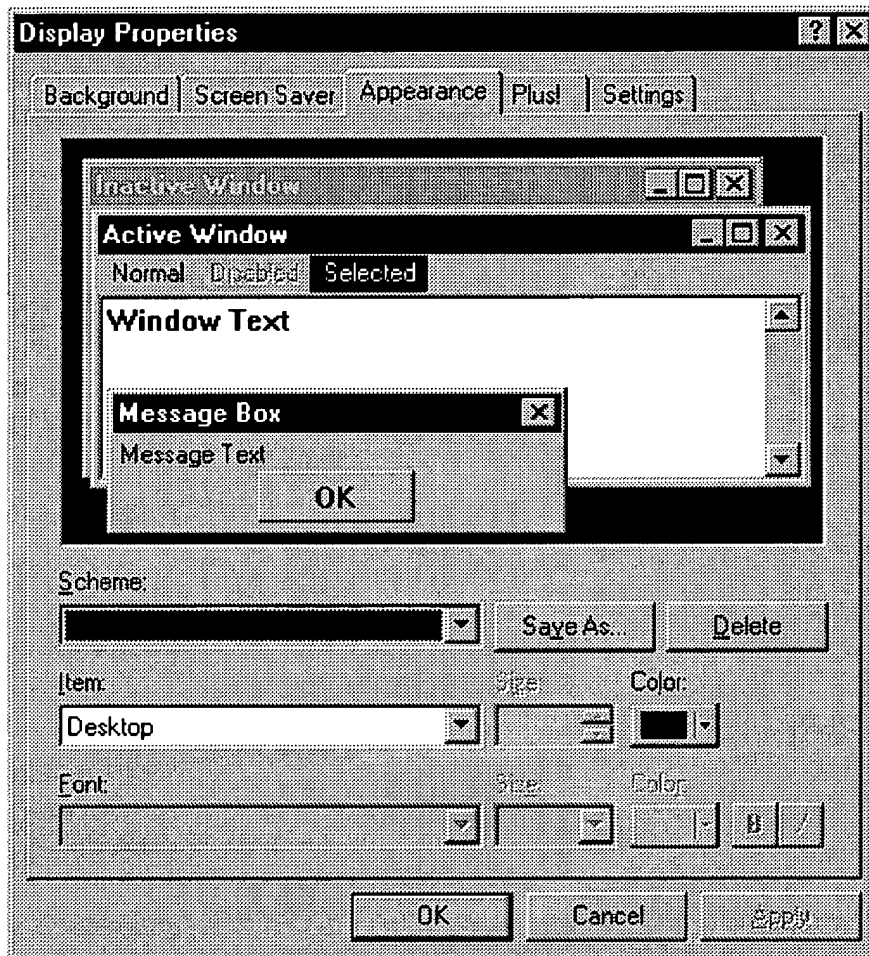 Display Properties
Background Screen Saver Appearance Plus! Settings
Inactive Window
Active Window
Normal Disabled Selected
Window Text
Message Box
Message Text
OK
Scheme:
Save As... Delete
Item: Size: Color:
Desktop
Font: Size: Color:
B /
OK Cancel Apply